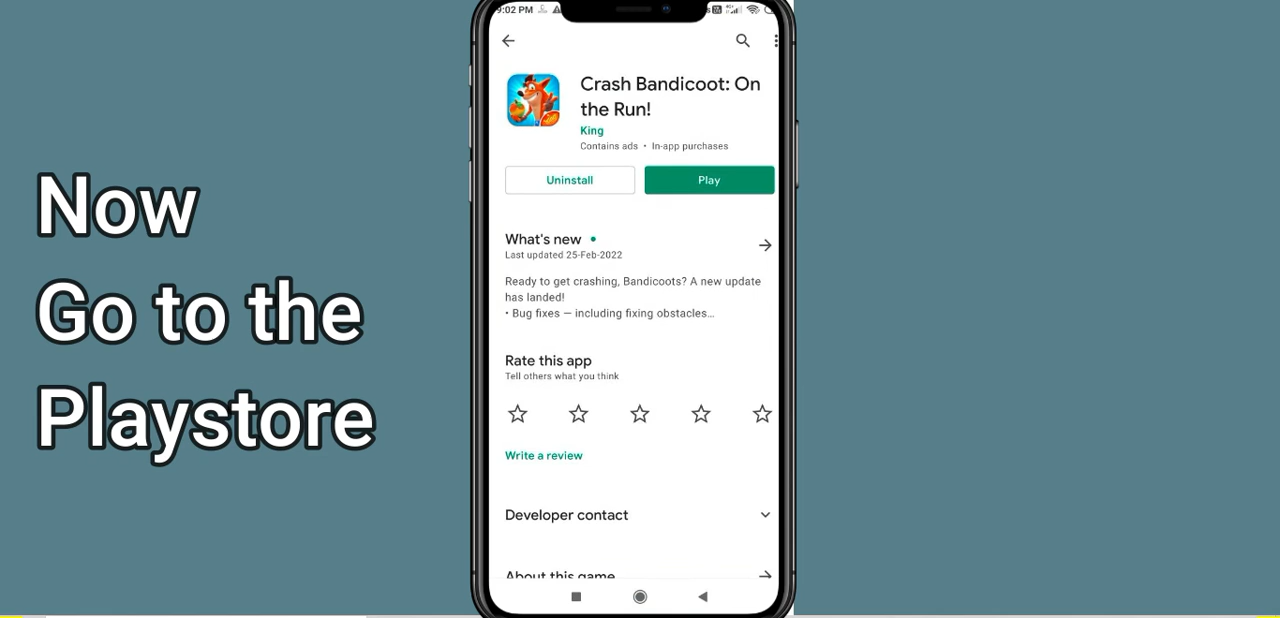 Now
Go to the
Playstore
9:02 PM
Crash Bandicoot: On
the Run!
King
Contains ads • In-app purchases
Uninstall
Play
What's new •
Last updated 25-Feb-2022
Ready to get crashing, Bandicoots? A new update
has landed!
• Bug fixes — including fixing obstacles...
Rate this app
Tell others what you think
Write a review
Developer contact
About this game